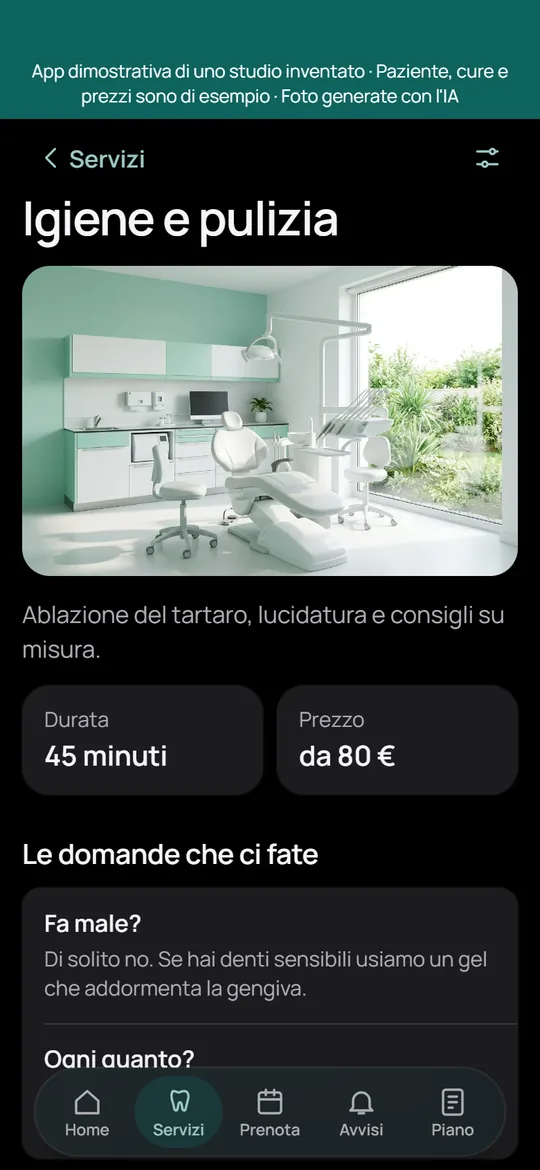 App dimostrativa di uno studio inventato · Paziente, cure e
prezzi sono di esempio · Foto generate con l'IA
Servizi
Igiene e pulizia
Ablazione del tartaro, lucidatura e consigli su
misura.
Durata
45 minuti
Prezzo
da 80 €
Le domande che ci fate
Fa male?
Di solito no. Se hai denti sensibili usiamo un gel
che addormenta la gengiva.
Ogni quanto?
Home
Servizi
Prenota
Avvisi
Piano